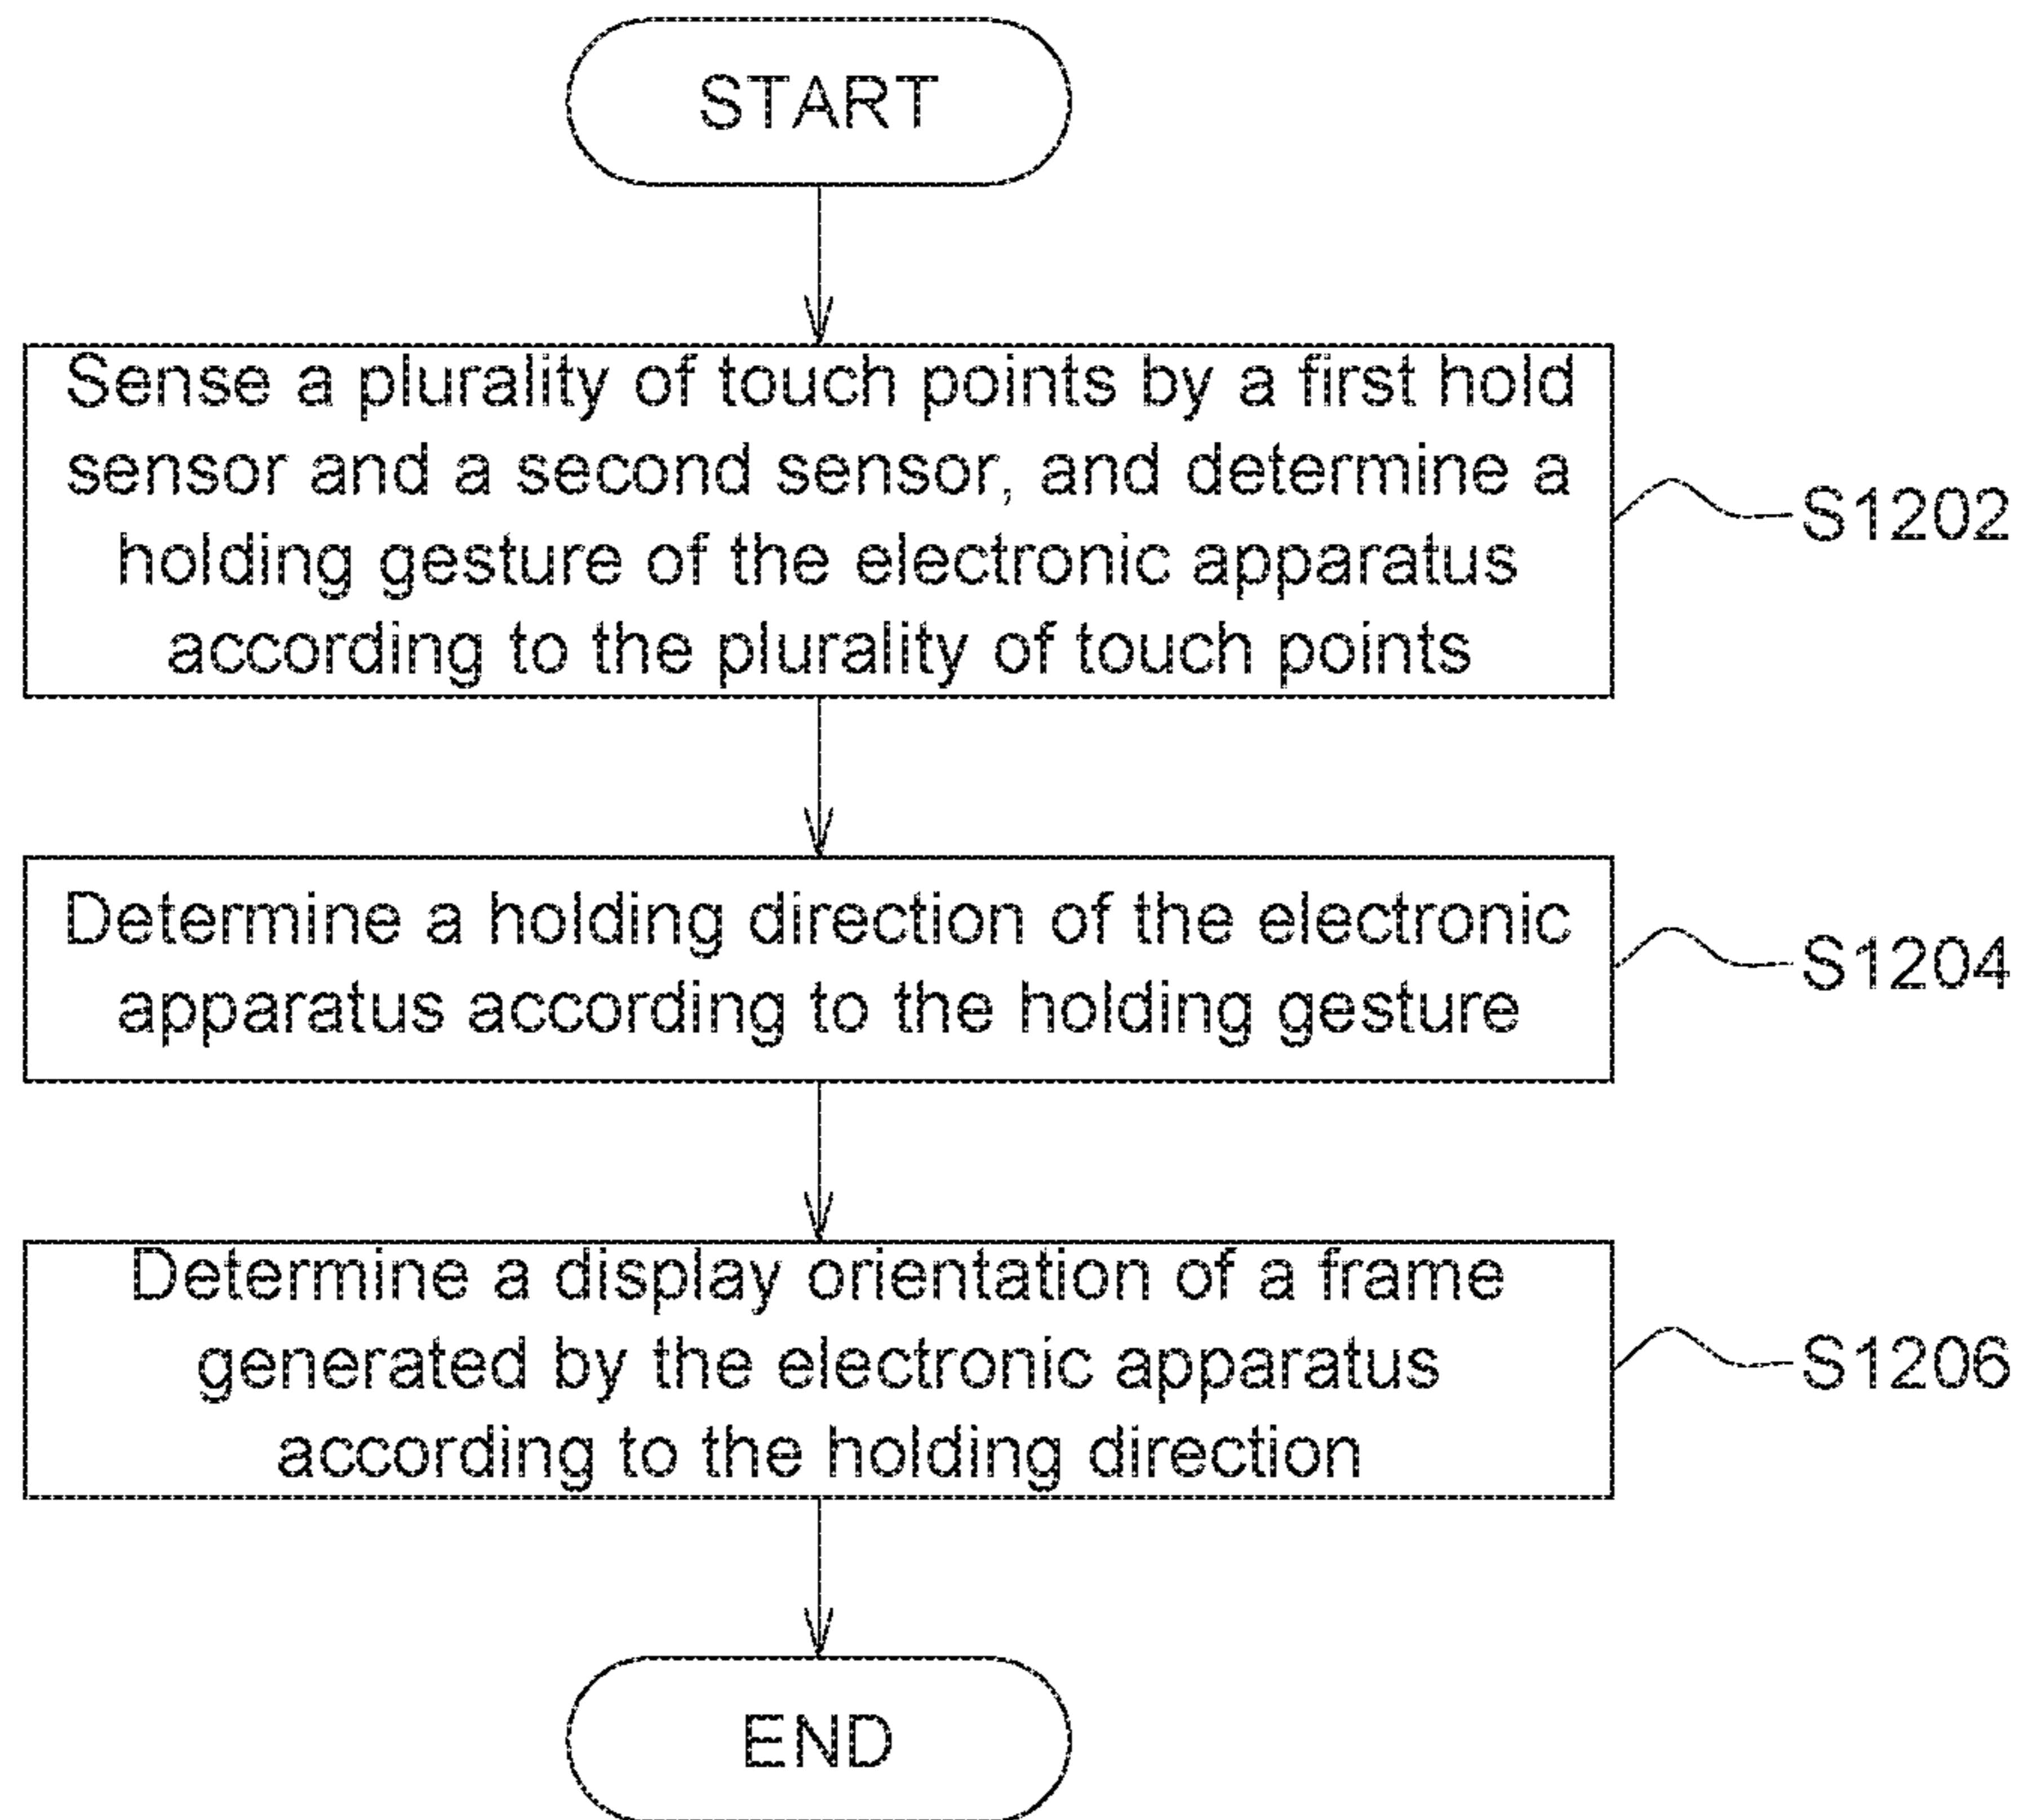 START
Sense a plurality of touch points by a first hold
sensor and a second sensor, and determine a
holding gesture of the electronic apparatus
according to the plurality of touch points
S1202
Determine a holding direction of the electronic
apparatus according to the holding gesture
S1204
Determine a display orientation of a frame
generated by the electronic apparatus
according to the holding direction
S1206
END